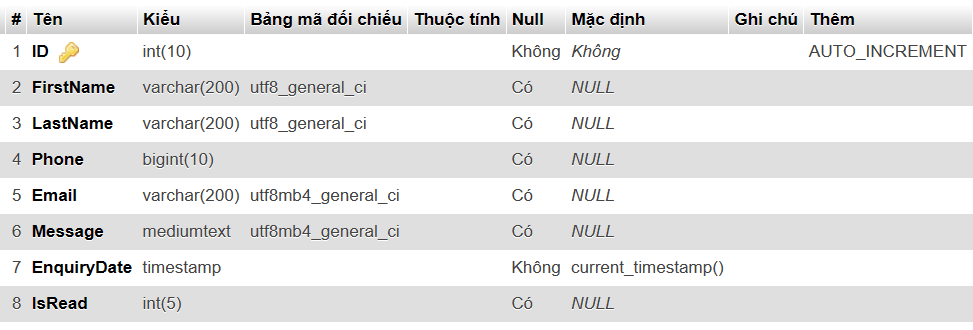 # Tên Kiểu Bảng mã đối chiếu Thuộc tính Null Mặc định Ghi chú Thêm
1 ID int(10) Không Không AUTO_INCREMENT
2 FirstName varchar(200) utf8_general_ci Có NULL
3 LastName varchar(200) utf8_general_ci Có NULL
4 Phone bigint(10) Có NULL
5 Email varchar(200) utf8mb4_general_ci Có NULL
6 Message mediumtext utf8mb4_general_ci Có NULL
7 EnquiryDate timestamp Không current_timestamp()
8 IsRead int(5) Có NULL